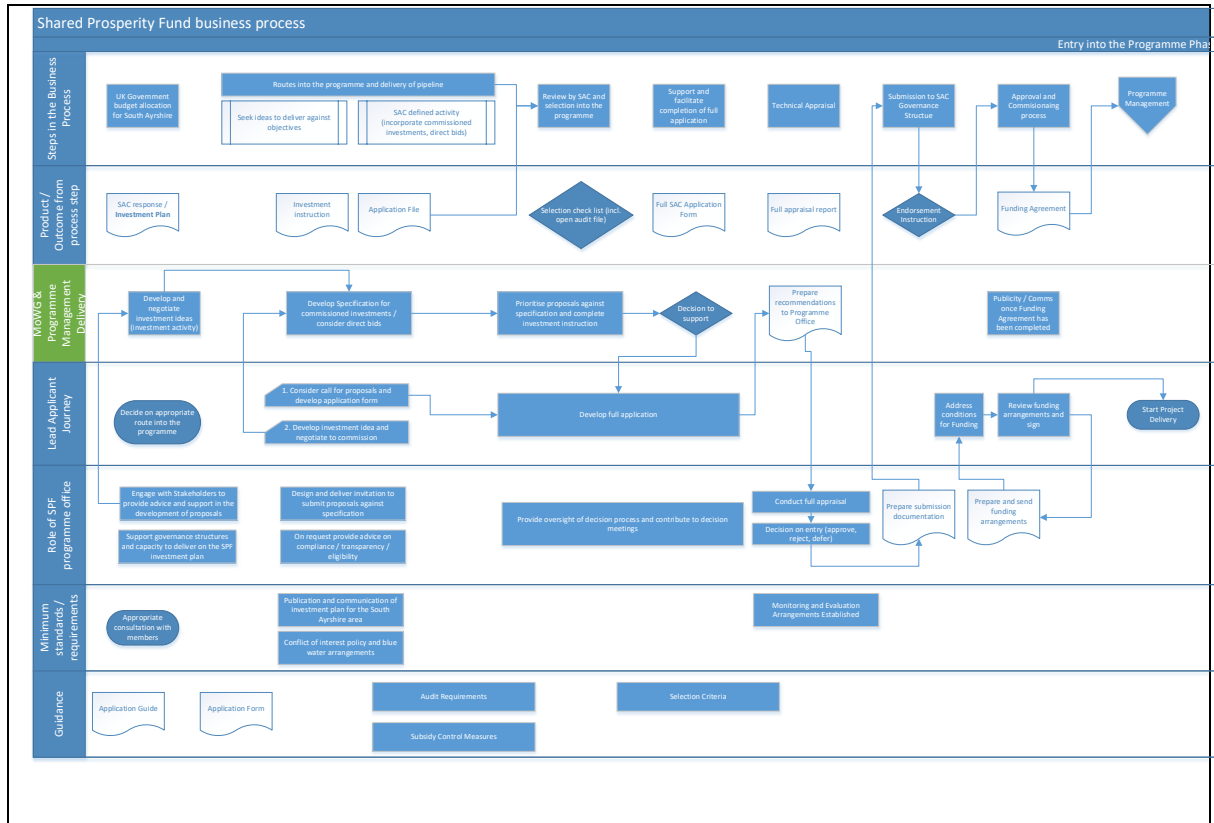 Shared Prosperity Fund business process
Entry into the Programme Phas
Steps in the Business
Process
UK Government
budget allocation
for South Ayrshire
Routes into the programme and delivery of pipeline
Seek ideas to deliver against
objectives
SAC defined activity
(incorporate commissioned
investments, direct bids)
Review by SAC and
selection into the
programme
Support and
facilitate
completion of full
application
Technical Appraisal
Submission to SAC
Governance
Structue
Approval and
Commisionaing
process
Programme
Management
Product /
Outcome from
process step
SAC response /
Investment Plan
Investment
instruction
Application File
Selection check list (incl.
open audit file)
Full SAC Application
Form
Full appraisal report
Endorsement
Instruction
Funding Agreement
MoWG &
Programme
Management
Delivery
Develop and
negotiate
investment ideas
(investment activity)
Develop Specification for
commissioned investments /
consider direct bids
Prioritise proposals against
specification and complete
investment instruction
Decision to
support
Prepare
recommendations
to Programme
Office
Publicity / Comms
once Funding
Agreement has
been completed
Lead Applicant
Journey
Decide on appropriate
route into the
programme
1. Consider call for proposals and
develop application form
2. Develop investment idea and
negotiate to commission
Develop full application
Address
conditions
for Funding
Review funding
arrangements and
sign
Start Project
Delivery
Role of SPF
programme office
Engage with Stakeholders to
provide advice and support in the
development of proposals
Support governance structures
and capacity to deliver on the SPF
investment plan
Design and deliver invitation to
submit proposals against
specification
On request provide advice on
compliance / transparency /
eligibility
Provide oversight of decision process and contribute to decision
meetings
Conduct full appraisal
Decision on entry (approve,
reject, defer)
Prepare submission
documentation
Prepare and send
funding
arrangements
Minimum
standards /
requirements
Appropriate
consultation with
members
Publication and communication of
investment plan for the South
Ayrshire area
Conflict of interest policy and blue
water arrangements
Monitoring and Evaluation
Arrangements Established
Guidance
Application Guide
Application Form
Audit Requirements
Subsidy Control Measures
Selection Criteria